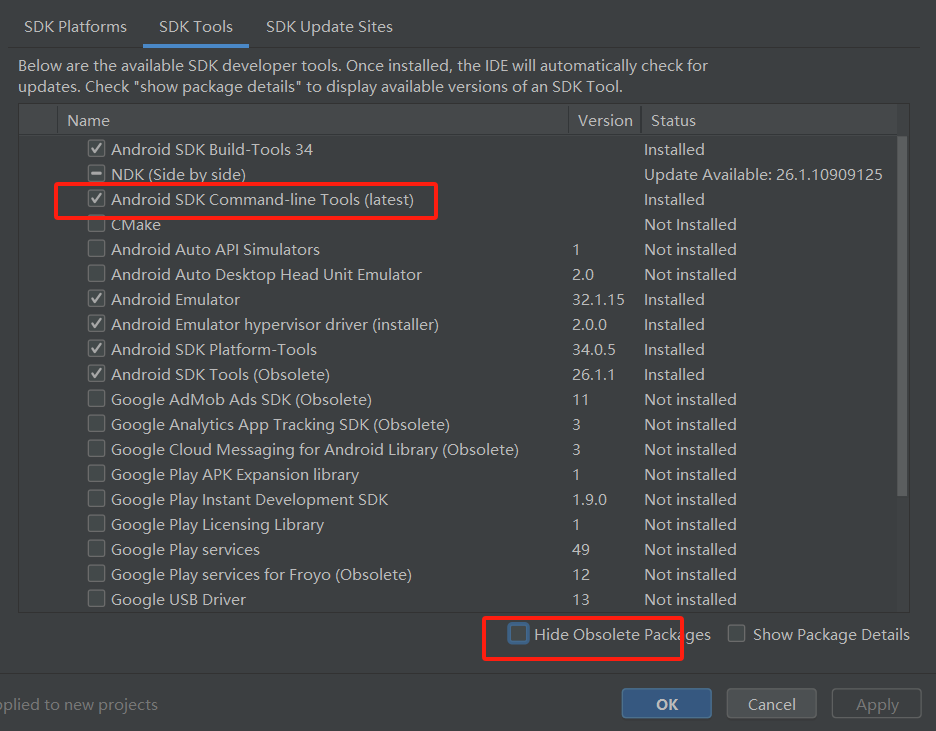 SDK Platforms SDK Tools SDK Update Sites
Below are the available SDK developer tools. Once installed, the IDE will automatically check for
updates. Check "show package details" to display available versions of an SDK Tool.
Name Version Status
Android SDK Build-Tools 34 Installed
NDK (Side by side) Update Available: 26.1.10909125
Android SDK Command-line Tools (latest) Installed
CMake Not Installed
Android Auto API Simulators 1 Not installed
Android Auto Desktop Head Unit Emulator 2.0 Not installed
Android Emulator 32.1.15 Installed
Android Emulator hypervisor driver (installer) 2.0.0 Installed
Android SDK Platform-Tools 34.0.5 Installed
Android SDK Tools (Obsolete) 26.1.1 Installed
Google AdMob Ads SDK (Obsolete) 11 Not installed
Google Analytics App Tracking SDK (Obsolete) 3 Not installed
Google Cloud Messaging for Android Library (Obsolete) 3 Not installed
Google Play APK Expansion library 1 Not installed
Google Play Instant Development SDK 1.9.0 Not installed
Google Play Licensing Library 1 Not installed
Google Play services 49 Not installed
Google Play services for Froyo (Obsolete) 12 Not installed
Google USB Driver 13 Not installed
Hide Obsolete Packages Show Package Details
pplied to new projects OK Cancel Apply